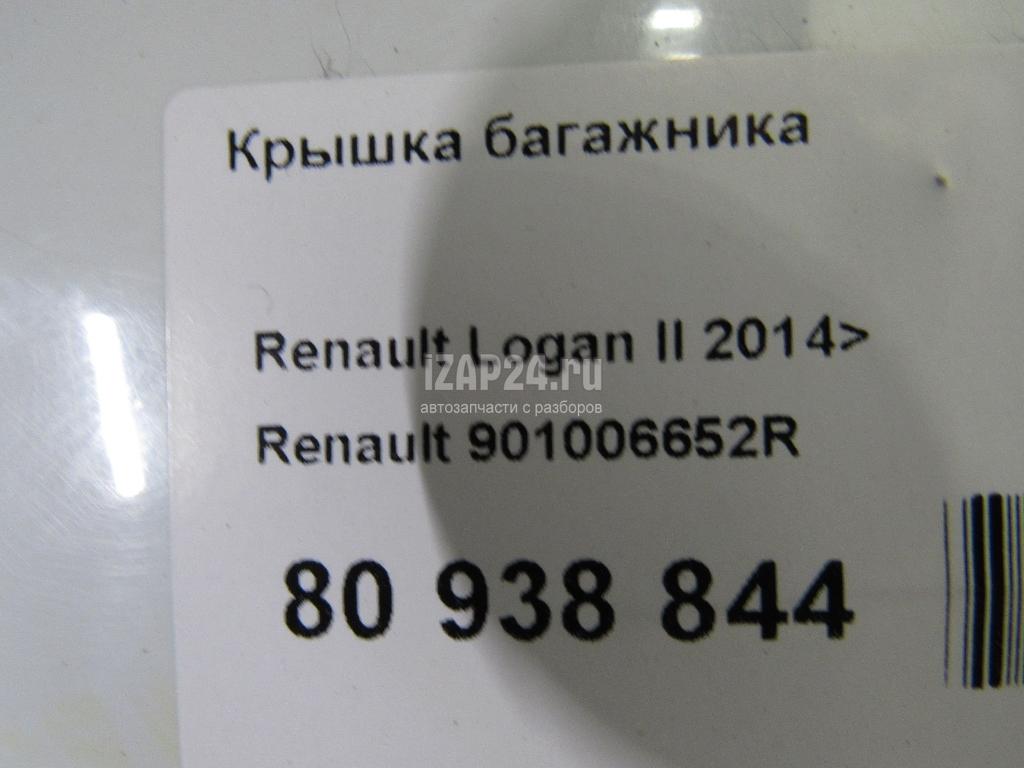 Крышка багажника
Renault Logan II 2014>
iZAP24.ru
автозапчасти с разборов
Renault 901006652R
80 938 844